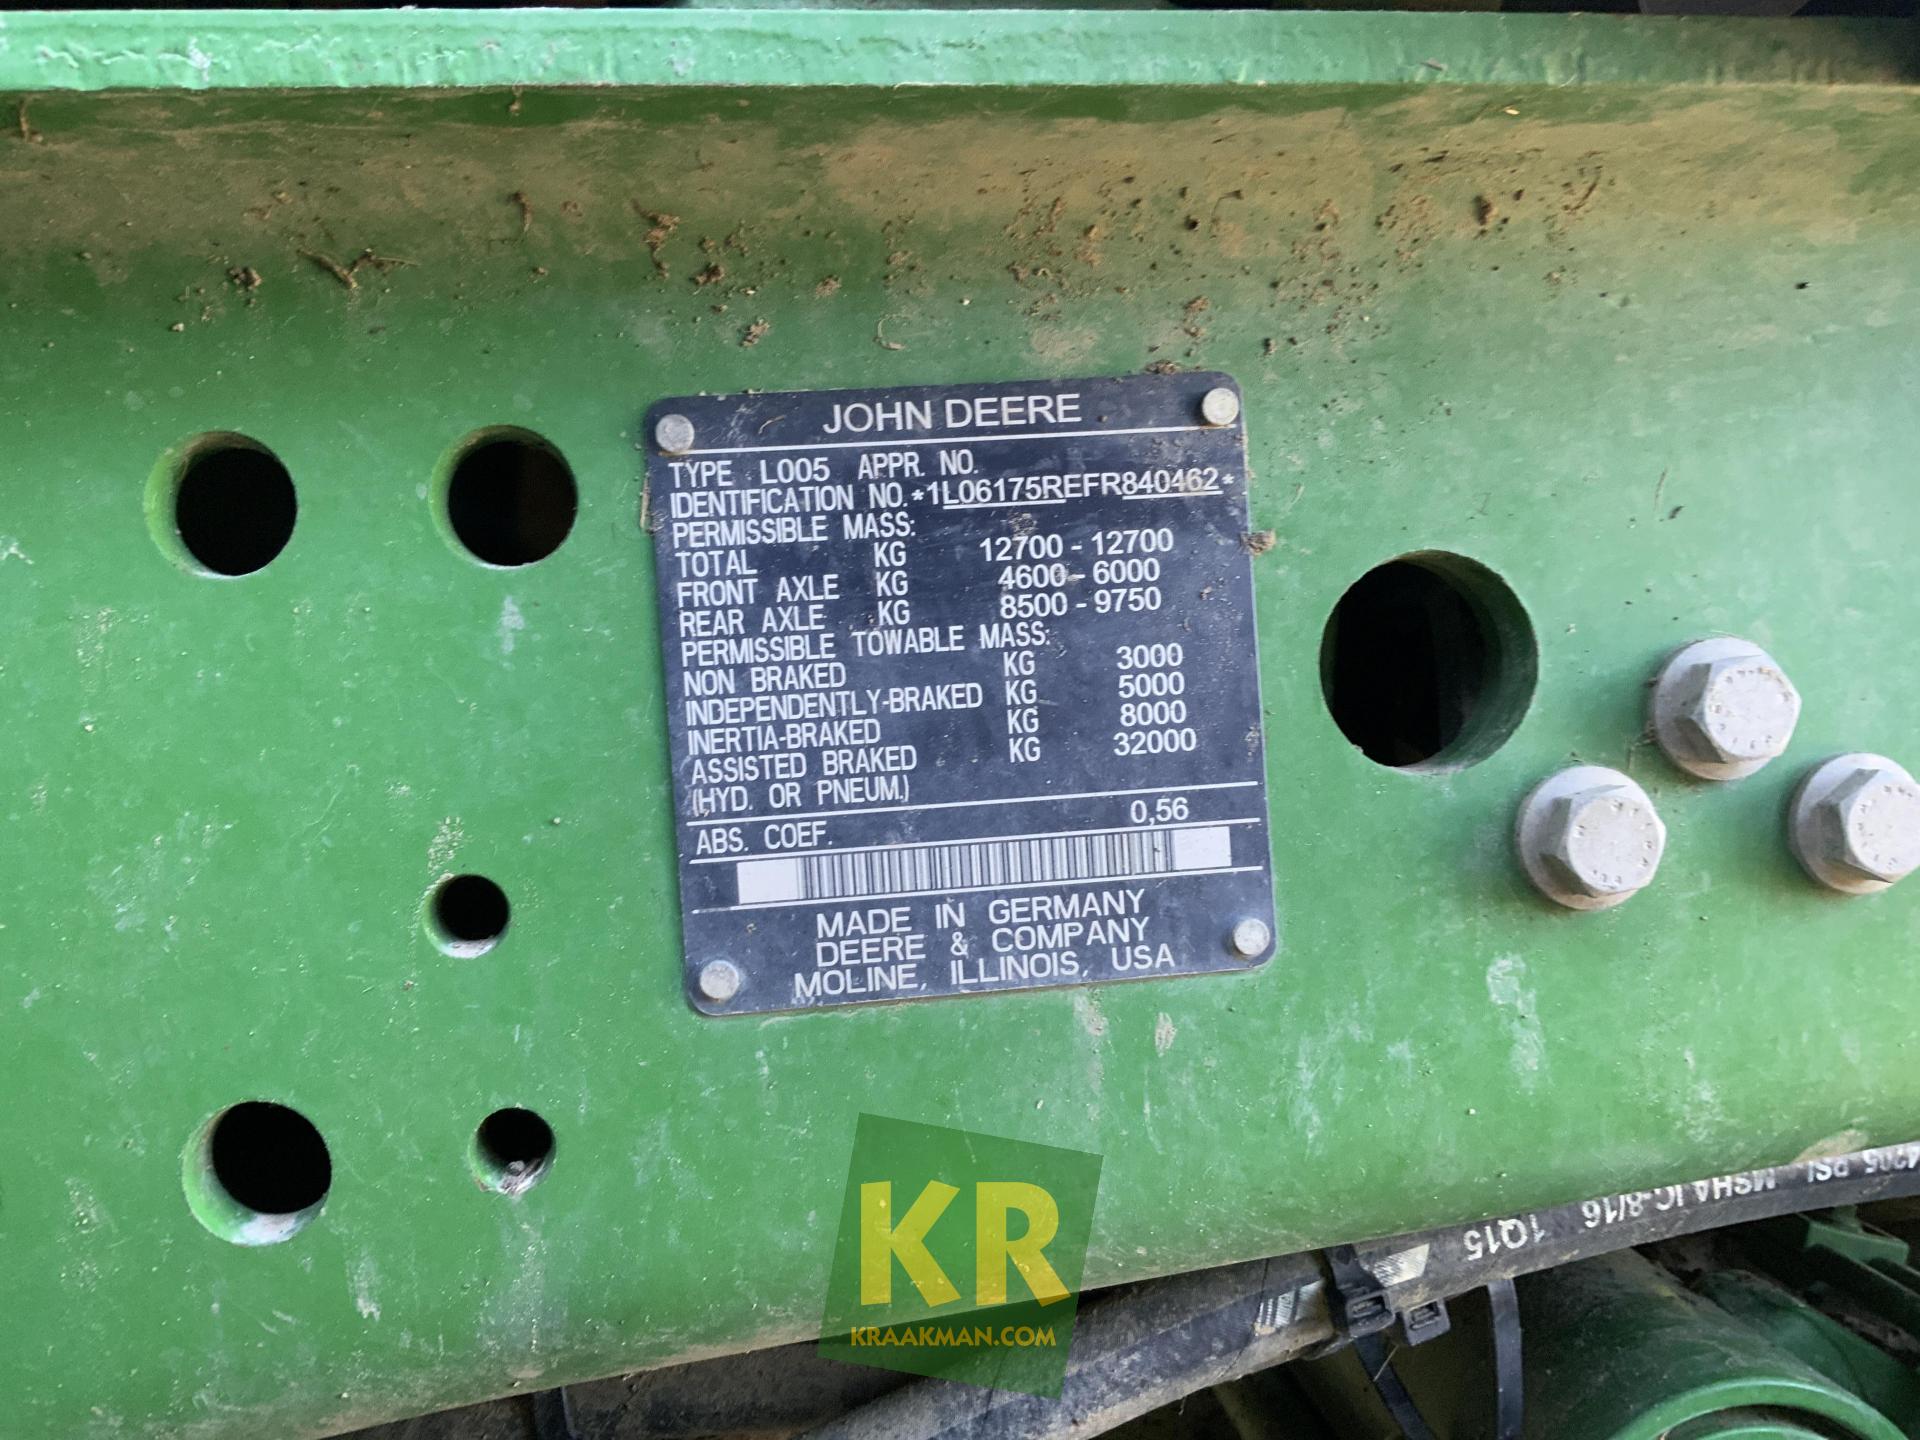 JOHN DEERE
TYPE L005 APPR. NO.
IDENTIFICATION NO. *1L06175REFR840462*
PERMISSIBLE MASS:
TOTAL KG 12700 - 12700
FRONT AXLE KG 4600 - 6000
REAR AXLE KG 8500 - 9750
PERMISSIBLE TOWABLE MASS:
NON BRAKED KG 3000
INDEPENDENTLY-BRAKED KG 5000
INERTIA-BRAKED KG 8000
ASSISTED BRAKED KG 32000
(HYD. OR PNEUM.)
ABS. COEF. 0,56
MADE IN GERMANY
DEERE & COMPANY
MOLINE, ILLINOIS, USA
PSI MSHA IC-8/16 1Q15
KR
KRAAKMAN.COM